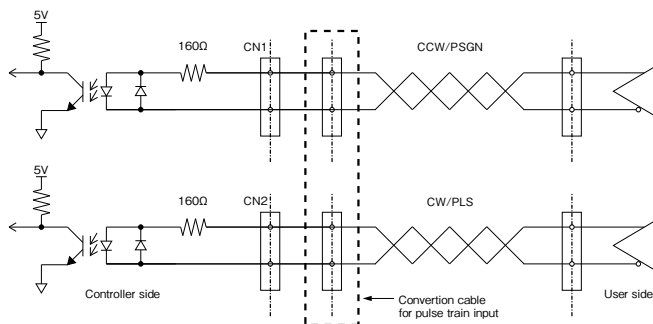 5V
160Ω
CN1
CCW/PSGN
5V
160Ω
CN2
CW/PLS
Controller side
Convertion cable
for pulse train input
User side